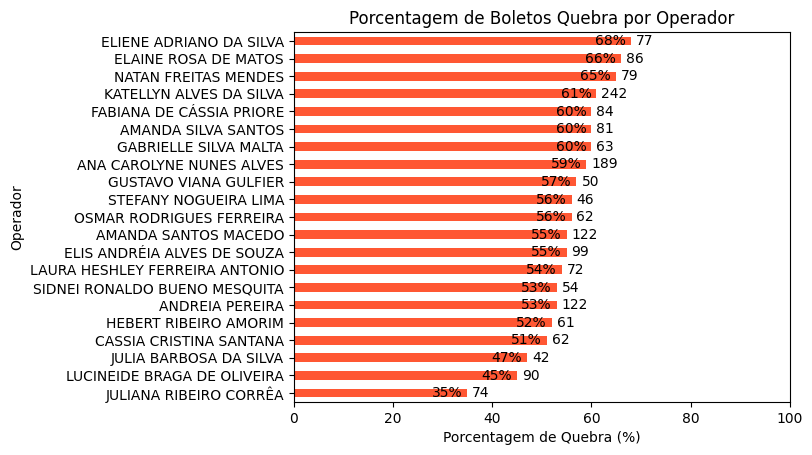 Porcentagem de Boletos Quebra por Operador
Operador
ELIENE ADRIANO DA SILVA 68% 77
ELAINE ROSA DE MATOS 66% 86
NATAN FREITAS MENDES 65% 79
KATELLYN ALVES DA SILVA 61% 242
FABIANA DE CÁSSIA PRIORE 60% 84
AMANDA SILVA SANTOS 60% 81
GABRIELLE SILVA MALTA 60% 63
ANA CAROLYNE NUNES ALVES 59% 189
GUSTAVO VIANA GULFIER 57% 50
STEFANY NOGUEIRA LIMA 56% 46
OSMAR RODRIGUES FERREIRA 56% 62
AMANDA SANTOS MACEDO 55% 122
ELIS ANDRÉIA ALVES DE SOUZA 55% 99
LAURA HESHLEY FERREIRA ANTONIO 54% 72
SIDNEI RONALDO BUENO MESQUITA 53% 54
ANDREIA PEREIRA 53% 122
HEBERT RIBEIRO AMORIM 52% 61
CASSIA CRISTINA SANTANA 51% 62
JULIA BARBOSA DA SILVA 47% 42
LUCINEIDE BRAGA DE OLIVEIRA 45% 90
JULIANA RIBEIRO CORRÊA 35% 74
0 20 40 60 80 100
Porcentagem de Quebra (%)